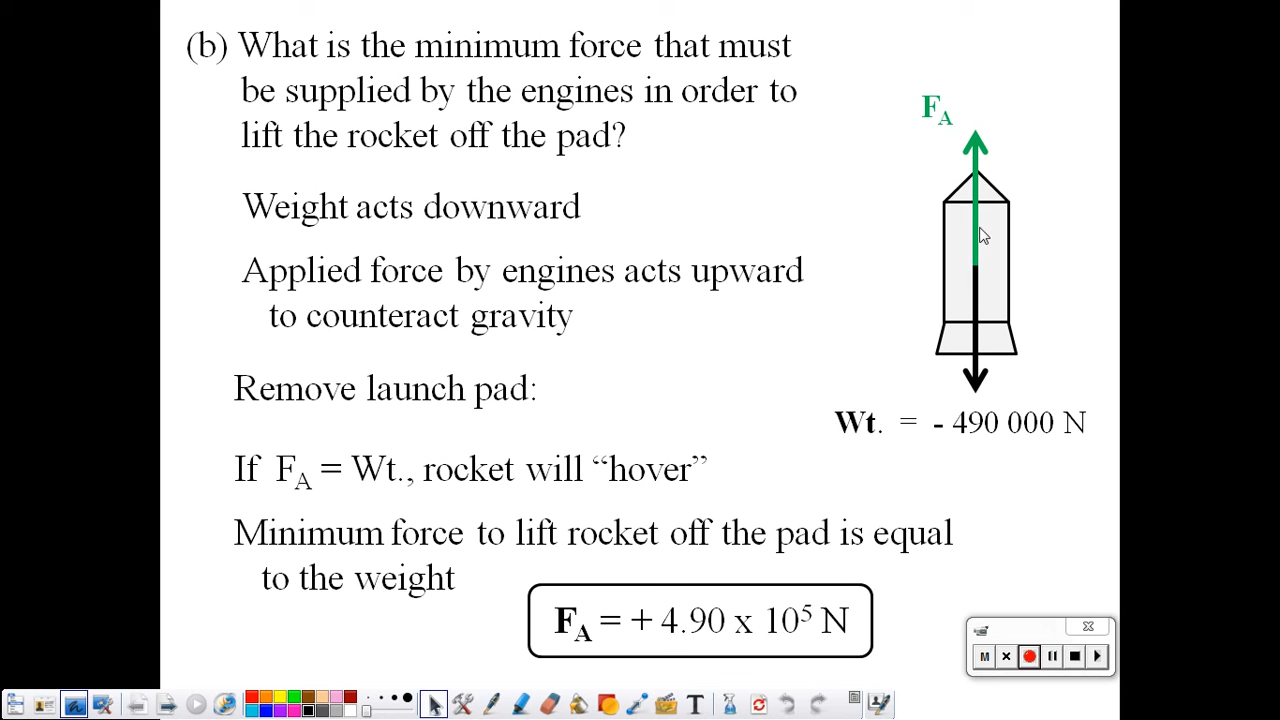 (b) What is the minimum force that must
be supplied by the engines in order to
lift the rocket off the pad?
F_A
Weight acts downward
Applied force by engines acts upward
to counteract gravity
Remove launch pad:
Wt. = - 490 000 N
If F_A = Wt., rocket will “hover”
Minimum force to lift rocket off the pad is equal
to the weight
F_A = + 4.90 x 10⁵ N
M
T